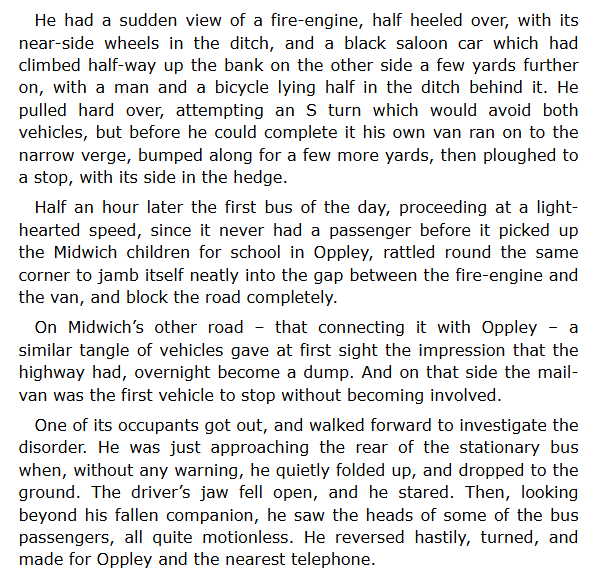 He had a sudden view of a fire-engine, half heeled over, with its
near-side wheels in the ditch, and a black saloon car which had
climbed half-way up the bank on the other side a few yards further
on, with a man and a bicycle lying half in the ditch behind it. He
pulled hard over, attempting an S turn which would avoid both
vehicles, but before he could complete it his own van ran on to the
narrow verge, bumped along for a few more yards, then ploughed to
a stop, with its side in the hedge.
Half an hour later the first bus of the day, proceeding at a light-
hearted speed, since it never had a passenger before it picked up
the Midwich children for school in Oppley, rattled round the same
corner to jamb itself neatly into the gap between the fire-engine and
the van, and block the road completely.
On Midwich’s other road – that connecting it with Oppley – a
similar tangle of vehicles gave at first sight the impression that the
highway had, overnight become a dump. And on that side the mail-
van was the first vehicle to stop without becoming involved.
One of its occupants got out, and walked forward to investigate the
disorder. He was just approaching the rear of the stationary bus
when, without any warning, he quietly folded up, and dropped to the
ground. The driver’s jaw fell open, and he stared. Then, looking
beyond his fallen companion, he saw the heads of some of the bus
passengers, all quite motionless. He reversed hastily, turned, and
made for Oppley and the nearest telephone.